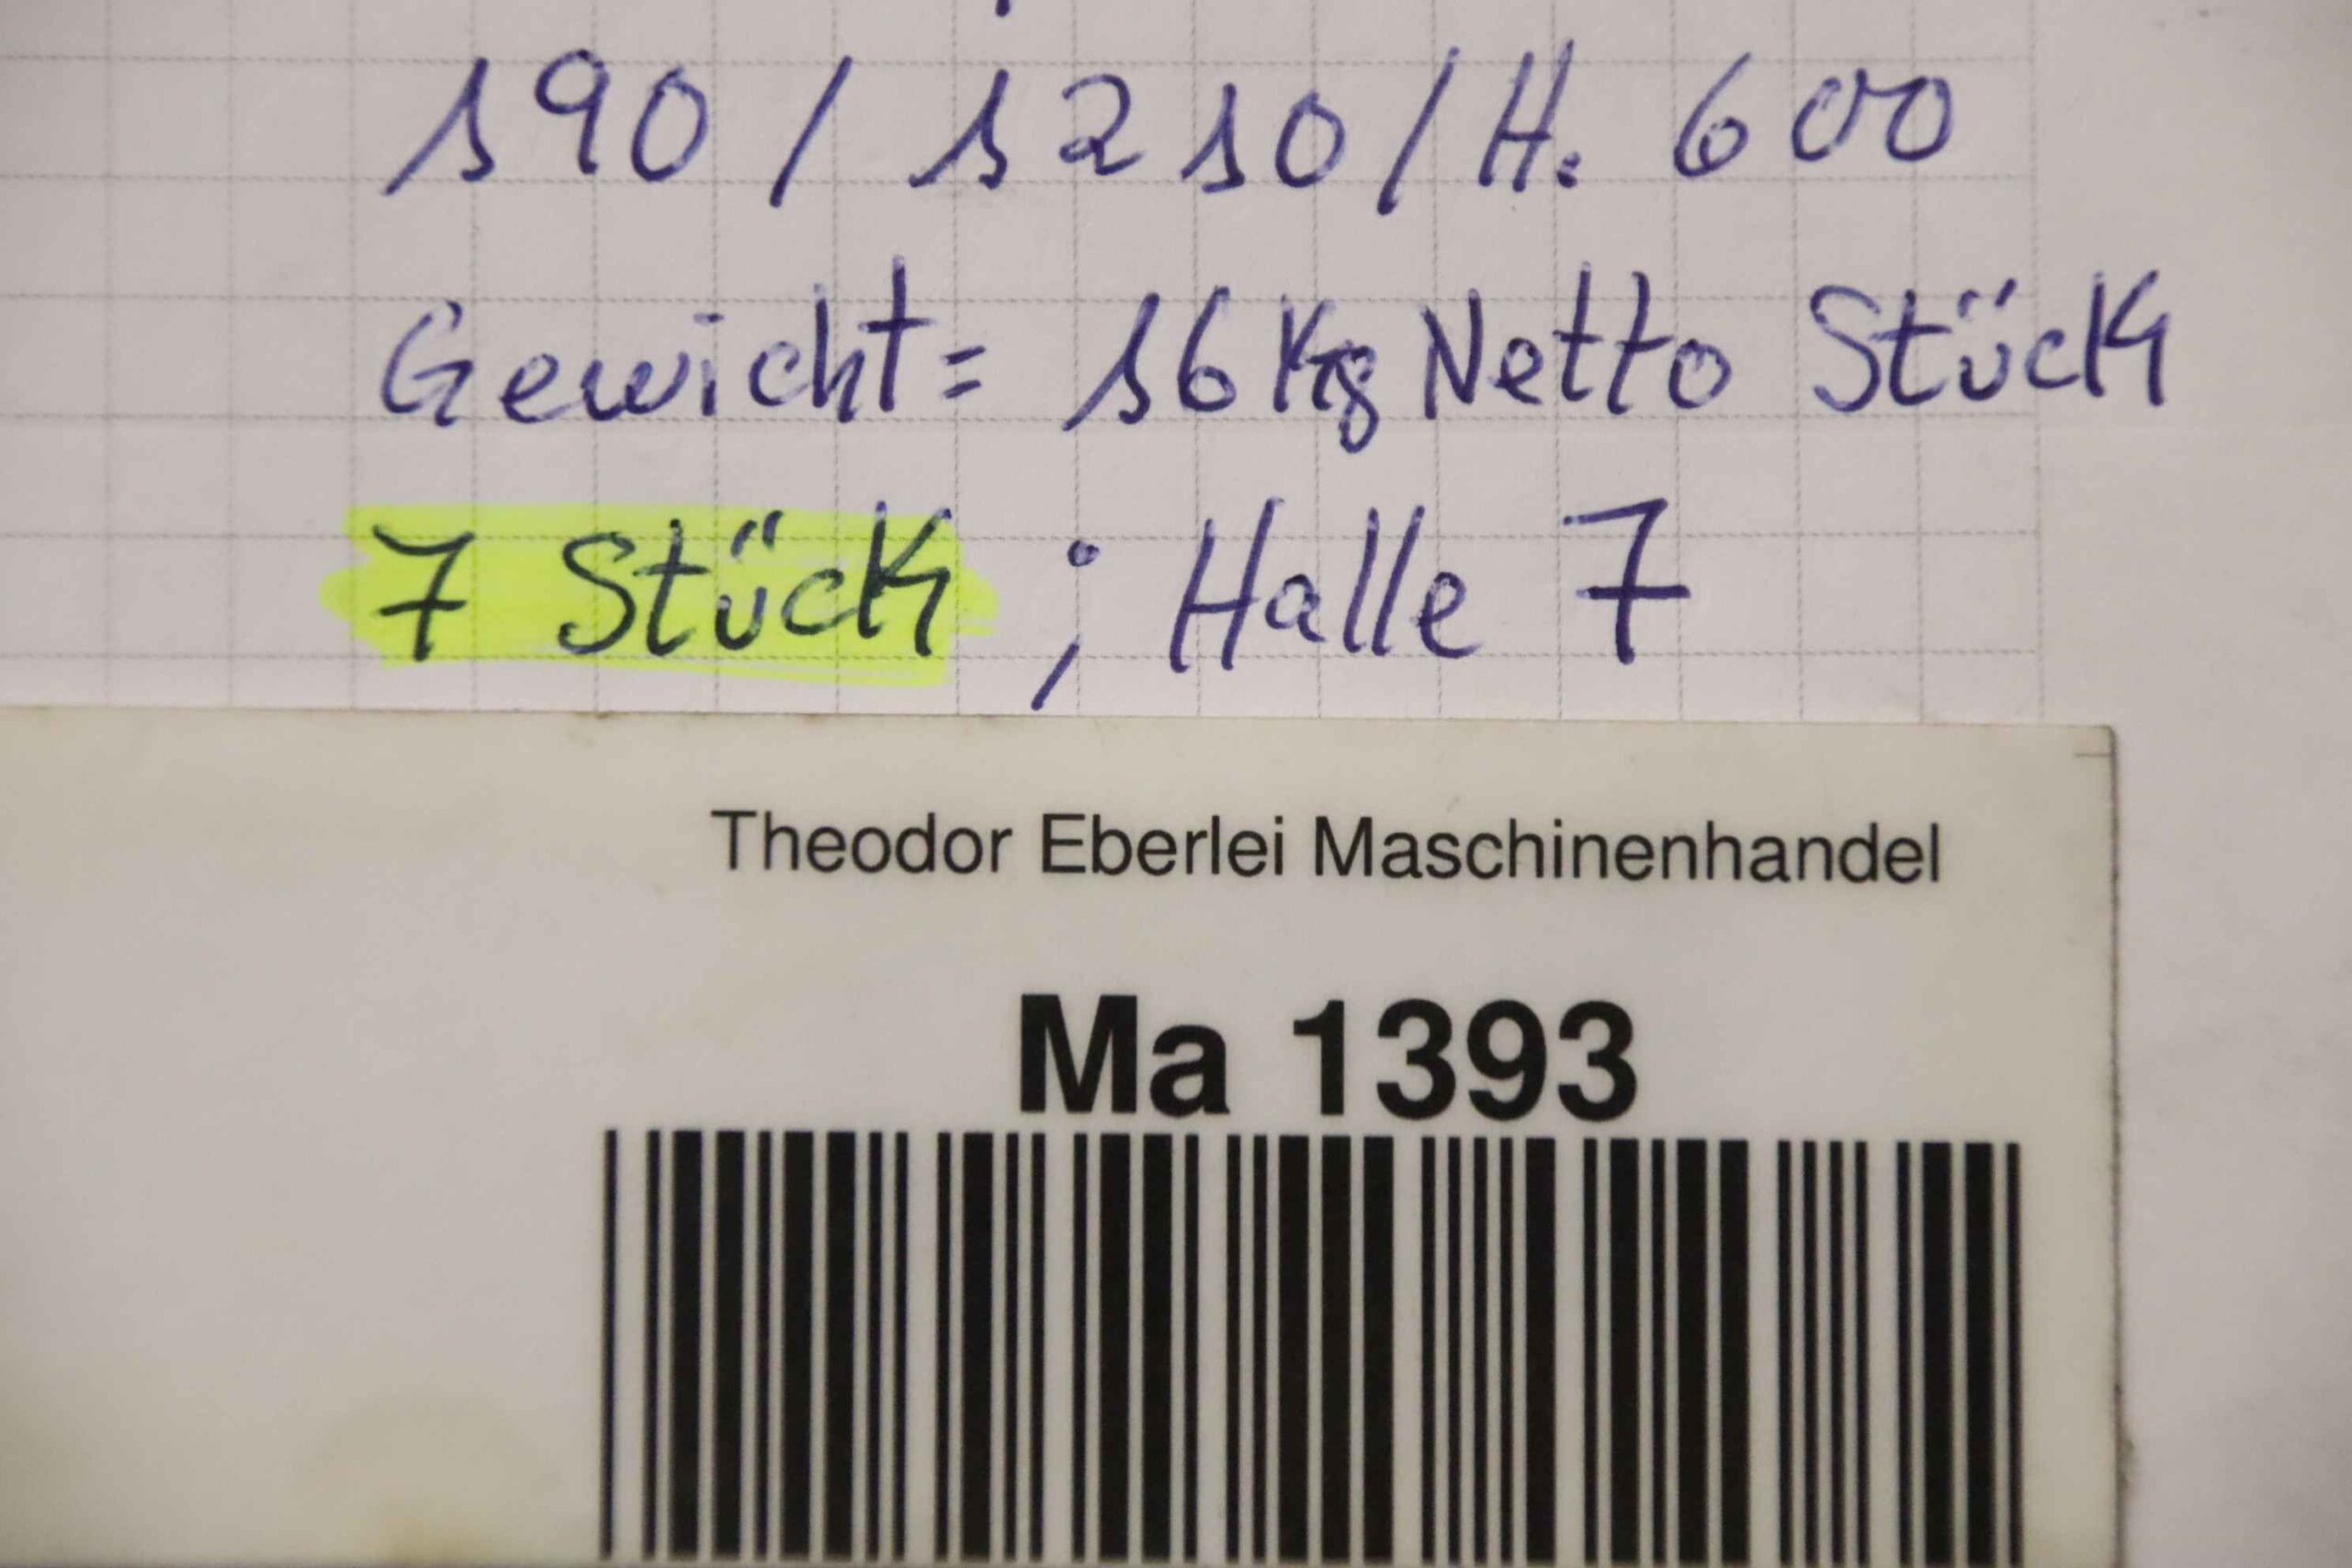 190 / 1210 / H. 600
Gewicht = 16 Kg Netto Stück
7 Stück ; Halle 7
Theodor Eberlei Maschinenhandel
Ma 1393